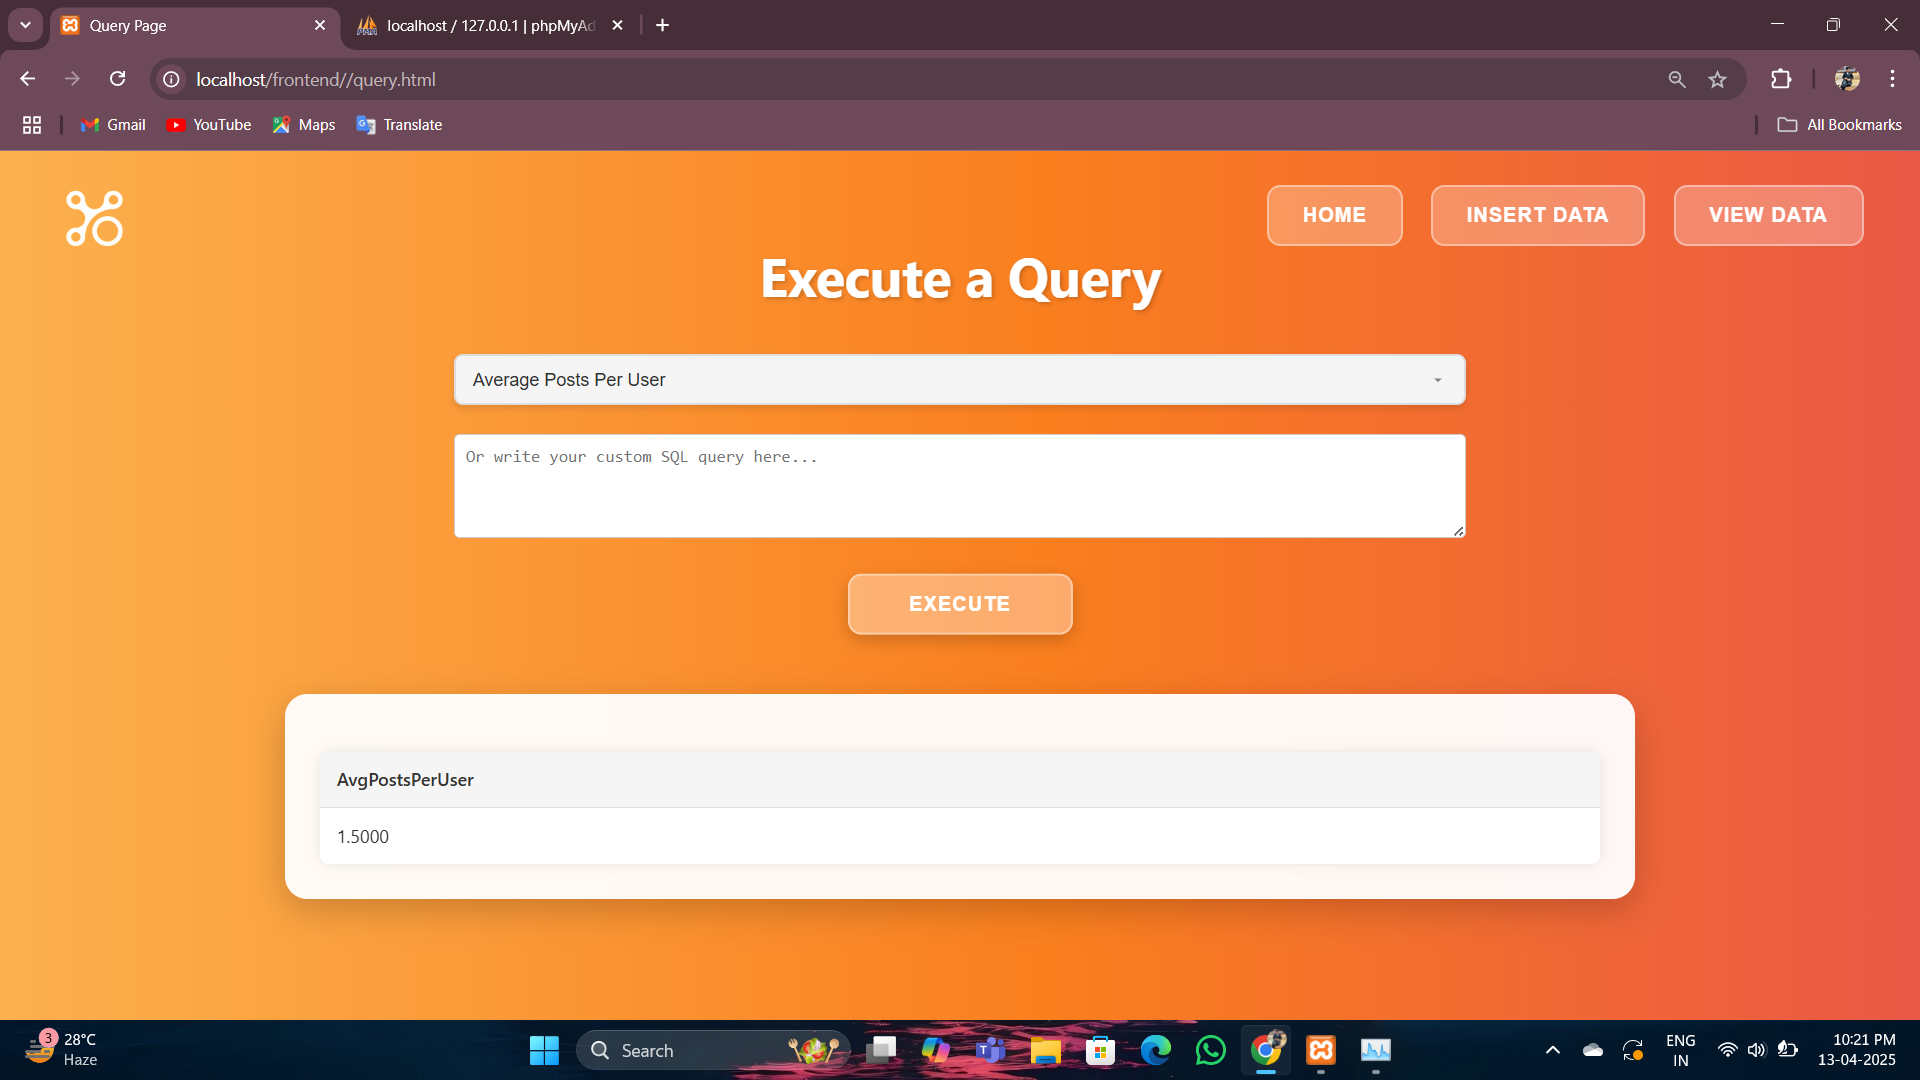 Query Page
localhost / 127.0.0.1 | phpMyAd
localhost/frontend//query.html
Gmail
YouTube
Maps
Translate
All Bookmarks
HOME
INSERT DATA
VIEW DATA
Execute a Query
Average Posts Per User
Or write your custom SQL query here...
EXECUTE
AvgPostsPerUser
1.5000
3
28°C
Haze
Search
ENG
IN
10:21 PM
13-04-2025